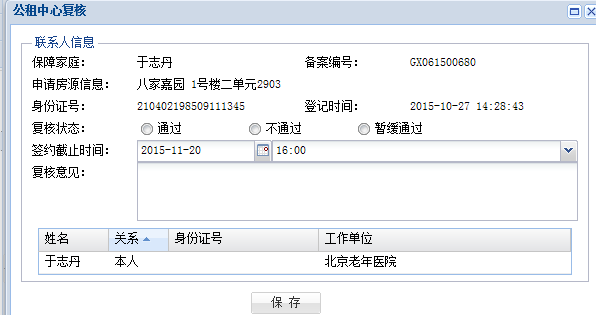 公租中心复核
联系人信息
保障家庭： 于志丹 备案编号： GX061500680
申请房源信息： 八家嘉园 1号楼二单元2903
身份证号： 210402198509111345 登记时间： 2015-10-27 14:28:43
复核状态： 通过 不通过 暂缓通过
签约截止时间： 2015-11-20 16:00
复核意见：
姓名 关系 身份证号 工作单位
于志丹 本人 北京老年医院
保 存